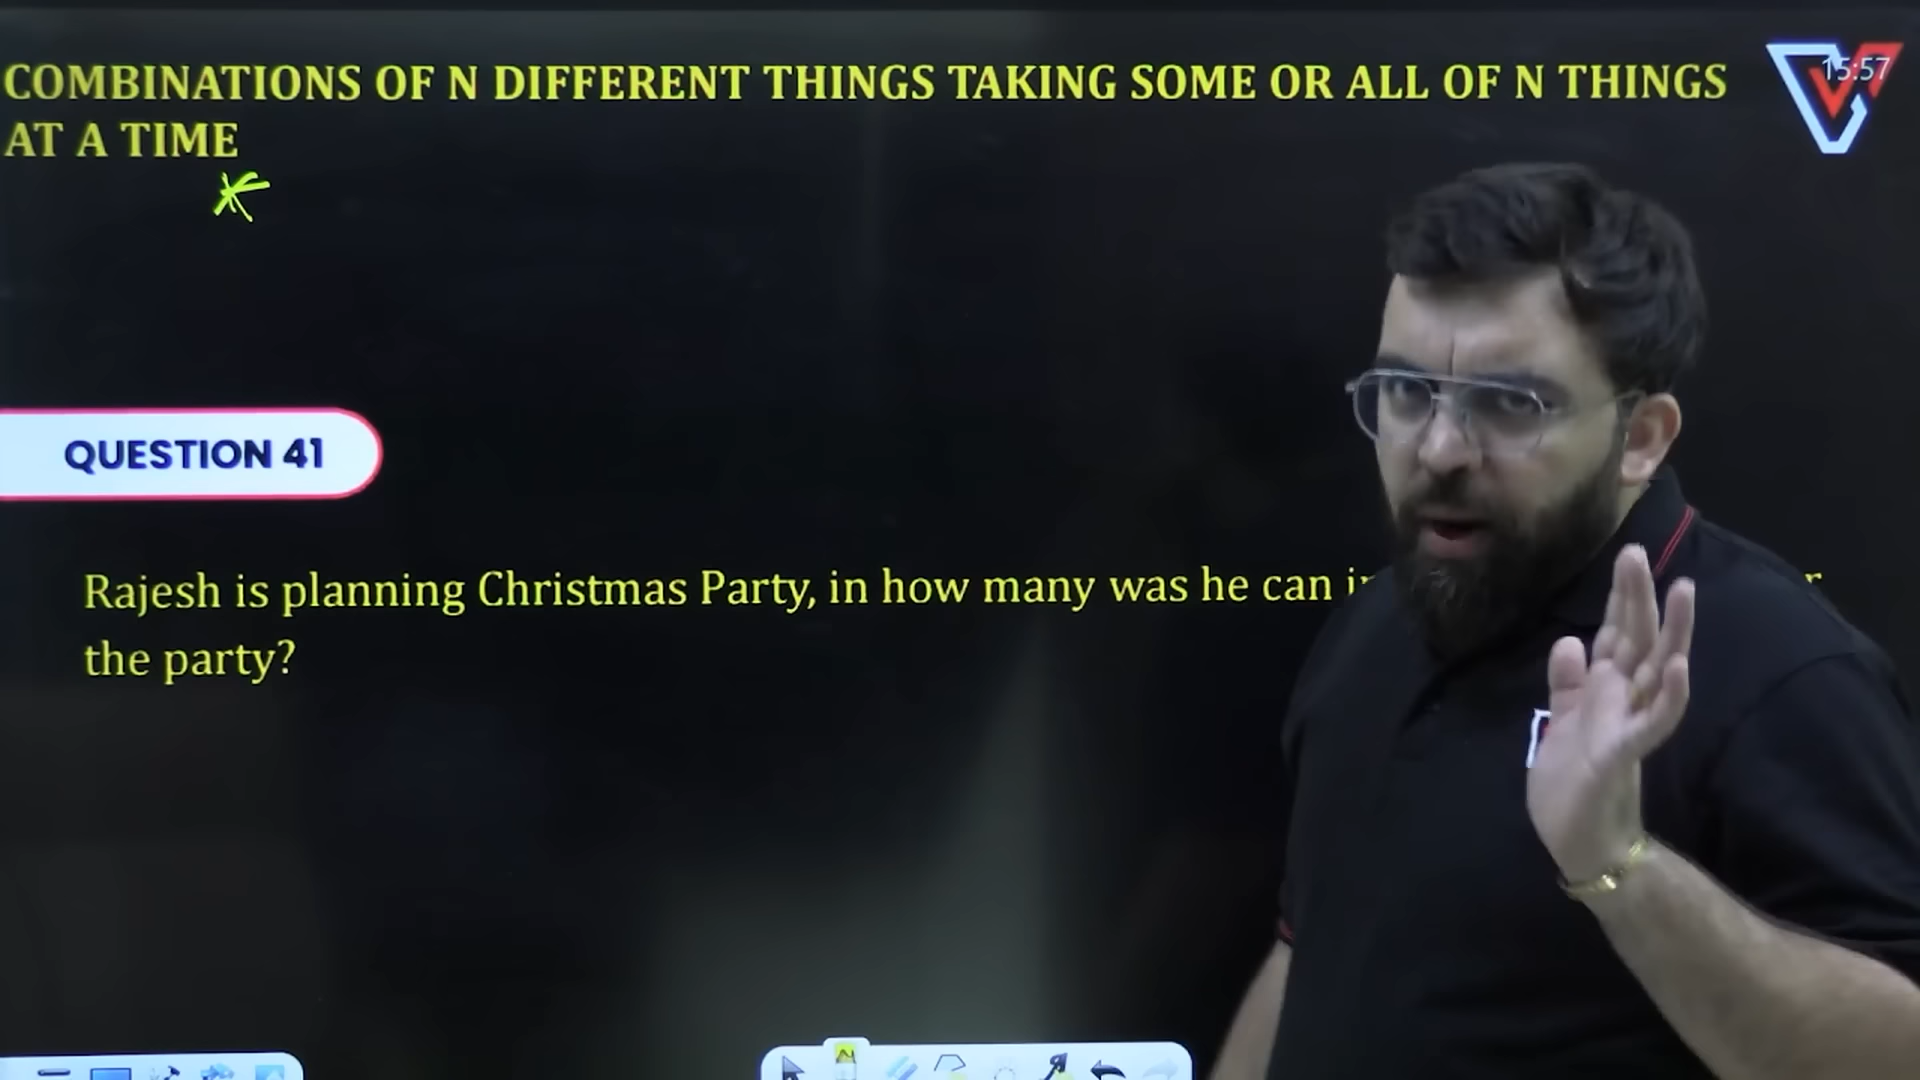 COMBINATIONS OF N DIFFERENT THINGS TAKING SOME OR ALL OF N THINGS
AT A TIME
15:57
QUESTION 41
Rajesh is planning Christmas Party, in how many was he can
the party?